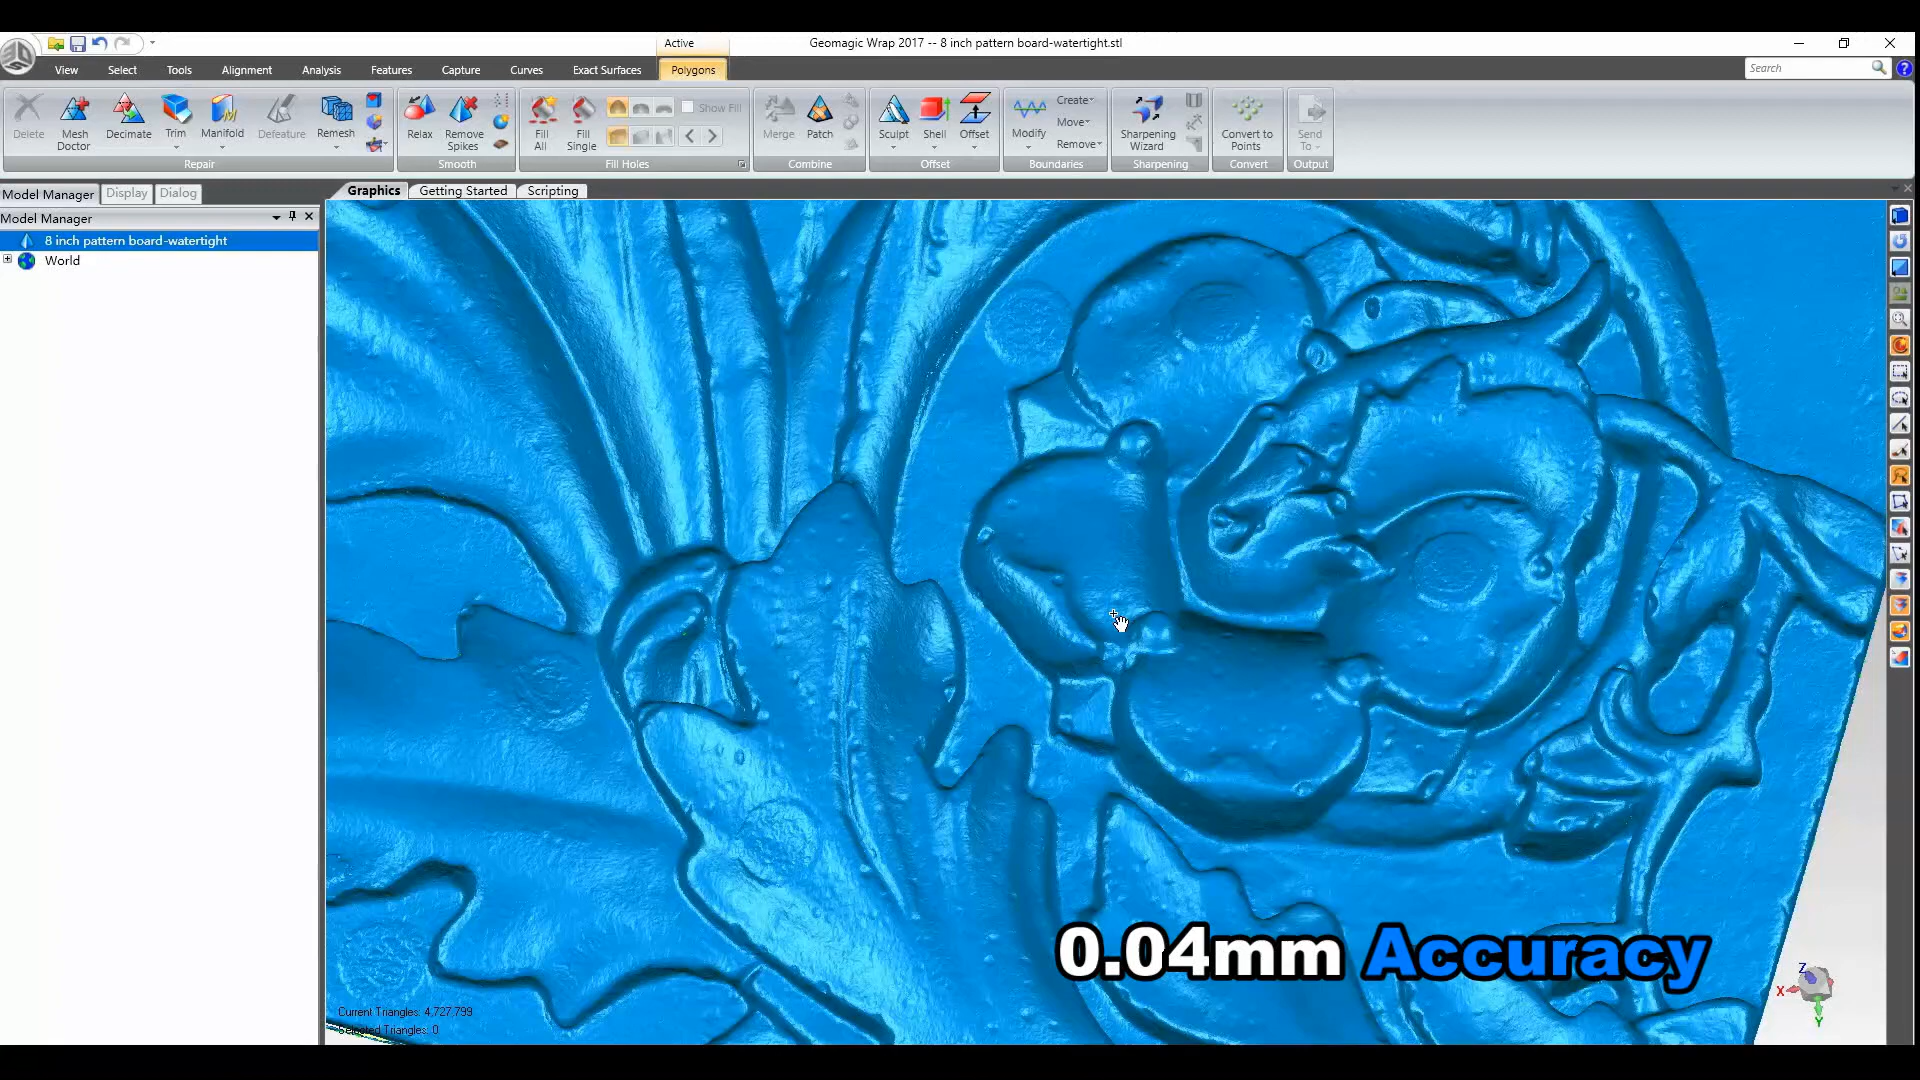 Active
Geomagic Wrap 2017 -- 8 inch pattern board-watertight.stl
View Select Tools Alignment Analysis Features Capture Curves Exact Surfaces Polygons
Search
Delete Mesh Doctor Decimate Trim Manifold Defeature Remesh
Repair
Relax Remove Spikes
Smooth
Fill All Fill Single Show Fill
Fill Holes
Merge Patch
Combine
Sculpt Shell Offset
Offset
Modify Create Move Remove
Boundaries
Sharpening Wizard
Sharpening
Convert to Points
Convert
Send To
Output
Model Manager Display Dialog
Graphics Getting Started Scripting
Model Manager
8 inch pattern board-watertight
World
0.04mm Accuracy
Current Triangles: 4,727,799
Selected Triangles: 0
Z
X
Y